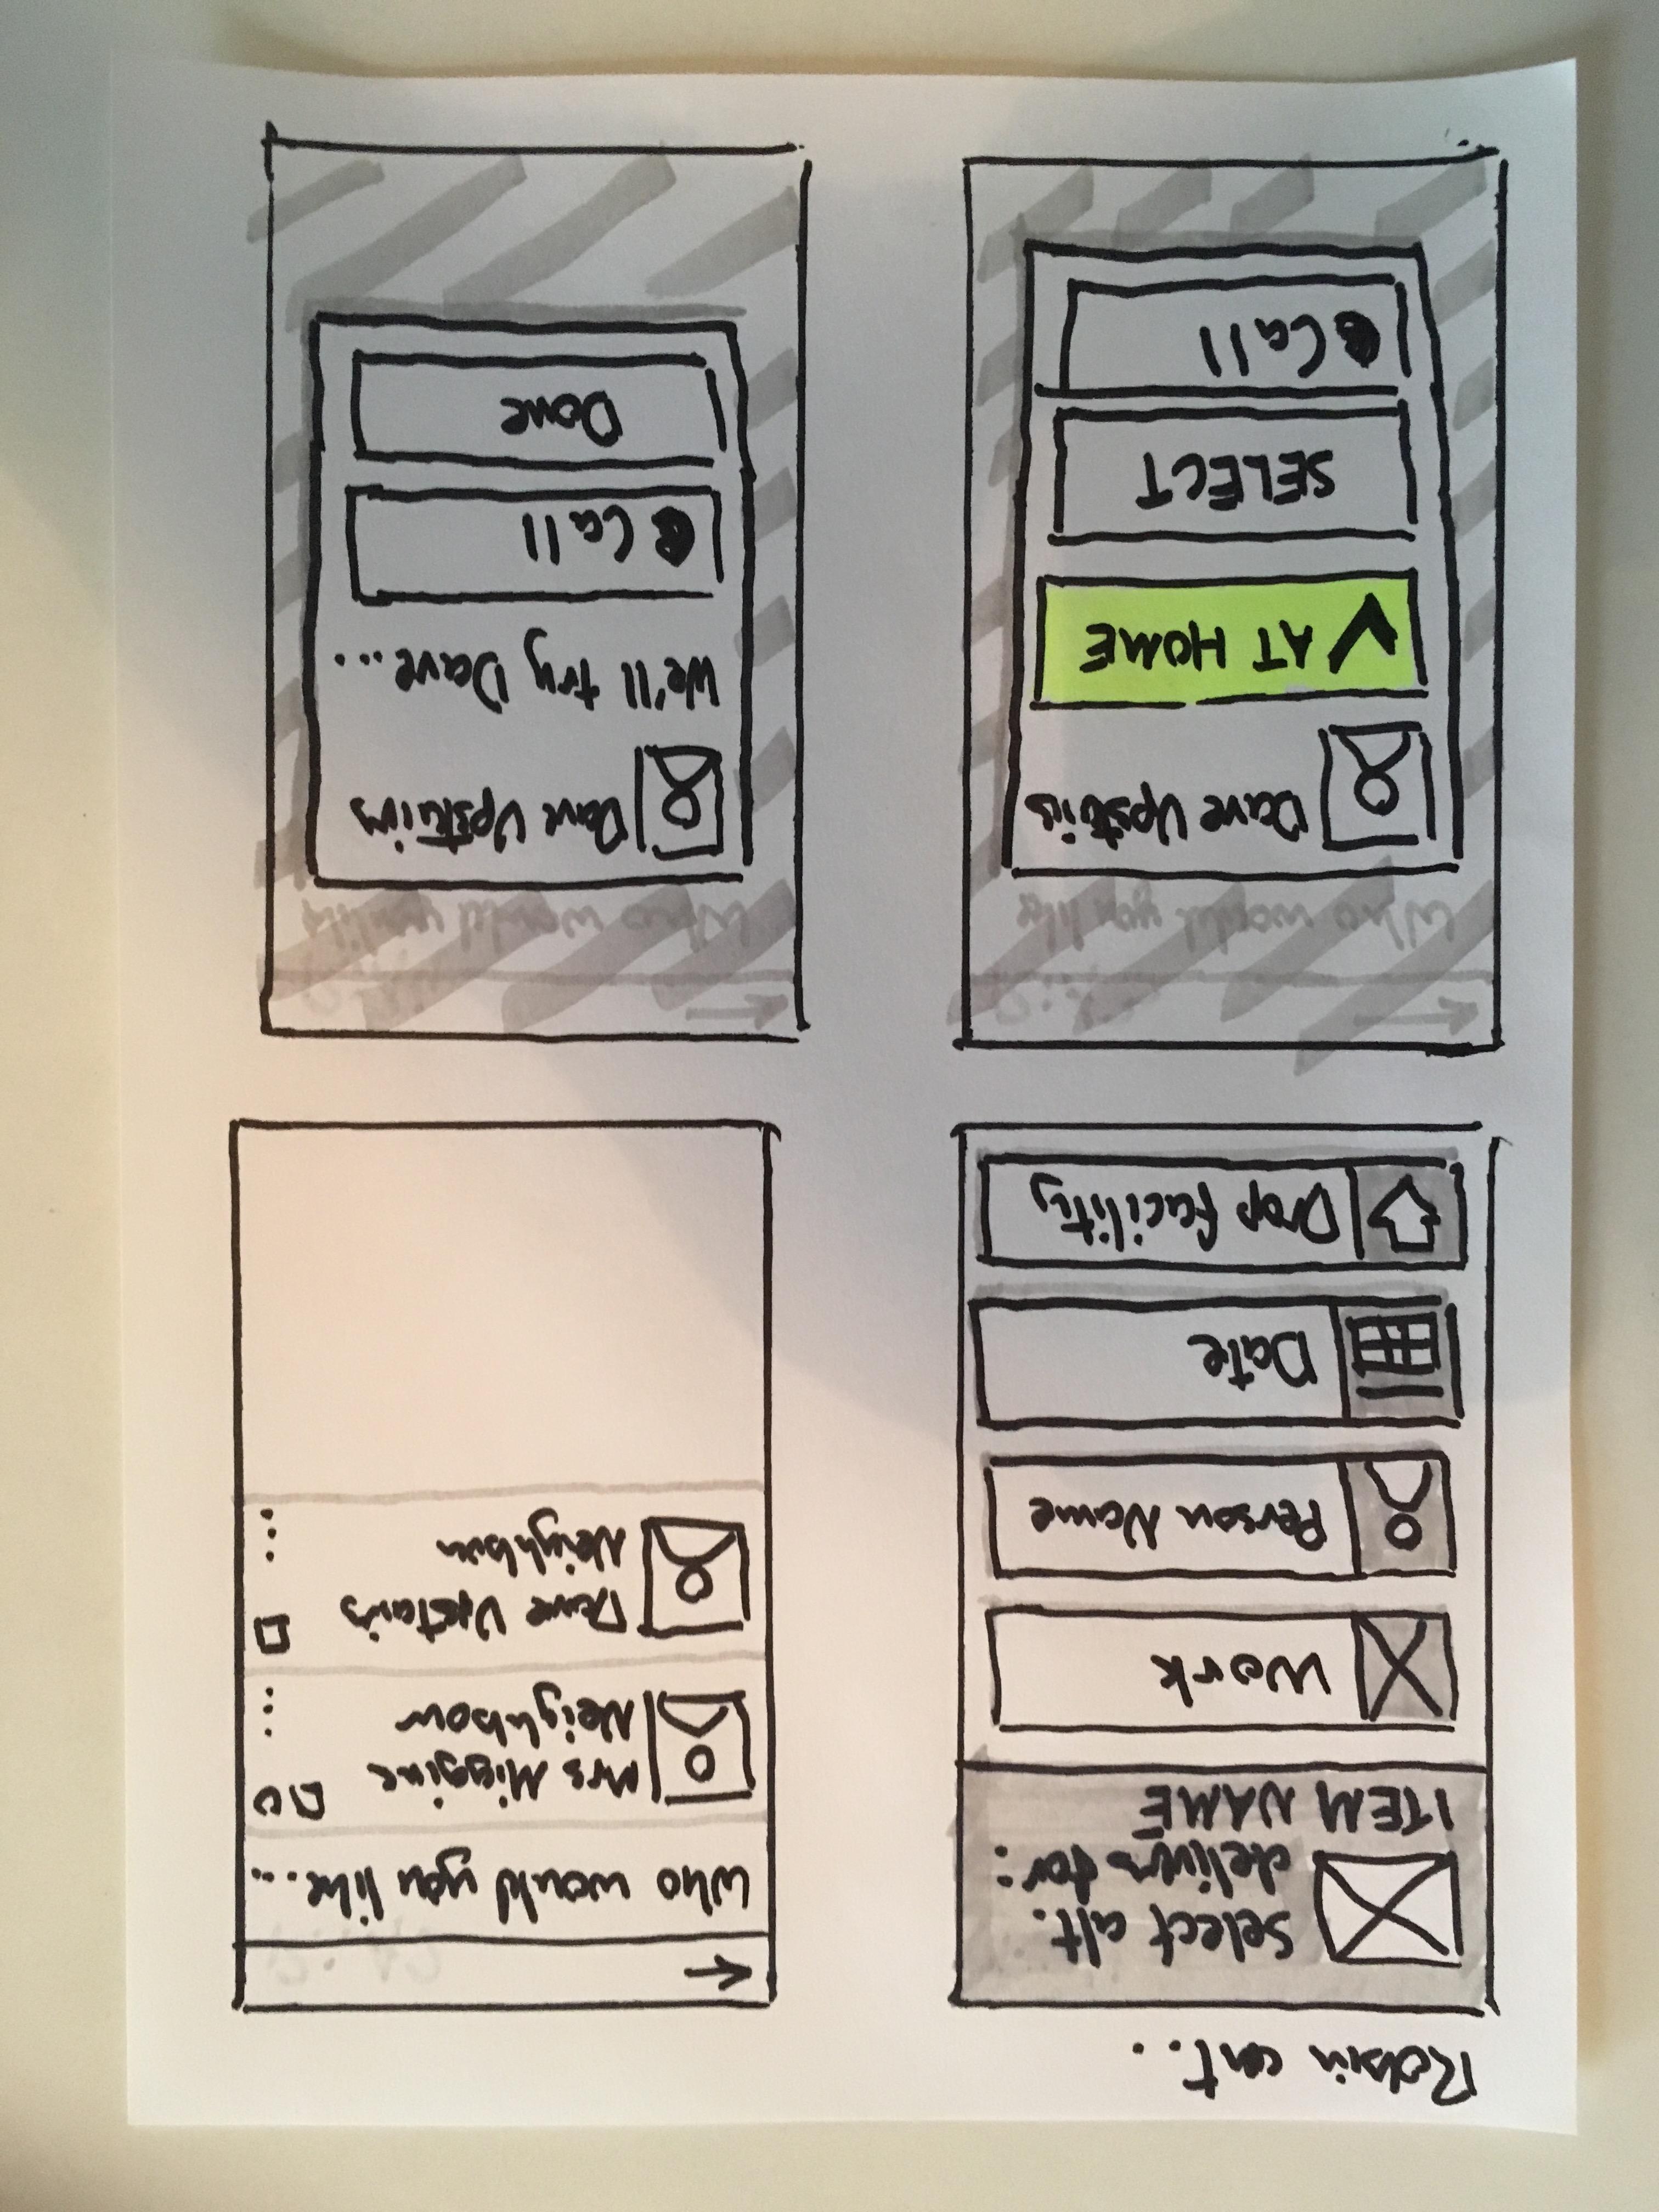 Robin cont..
Select alt.
delivery for:
ITEM NAME
Work
Person Name
Date
Drop facility
Who would you like...
Mrs Miggins
Neighbour
...
Dave Upstairs
Neighbour
...
Who would you like
Dave Upstairs
AT HOME
SELECT
Call
Who would you like
Dave Upstairs
We'll try Dave...
Call
Done